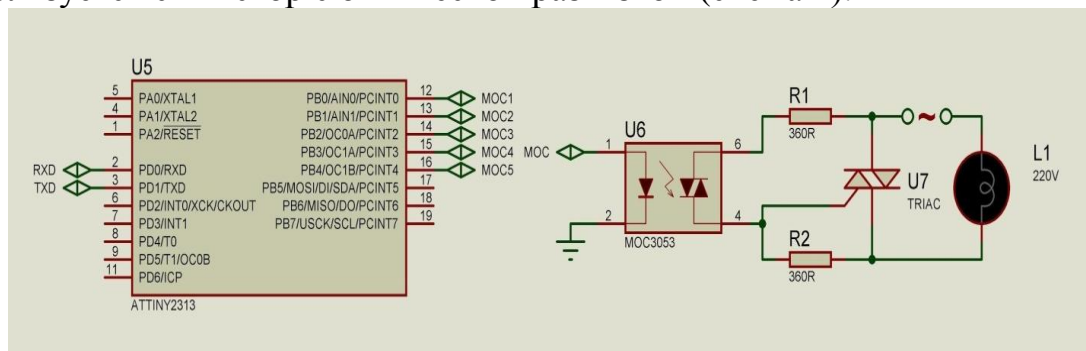 U5
5 PA0/XTAL1 PB0/AIN0/PCINT0 12 MOC1
4 PA1/XTAL2 PB1/AIN1/PCINT1 13 MOC2
1 PA2/RESET PB2/OC0A/PCINT2 14 MOC3
PB3/OC1A/PCINT3 15 MOC4
RXD 2 PD0/RXD PB4/OC1B/PCINT4 16 MOC5
TXD 3 PD1/TXD PB5/MOSI/DI/SDA/PCINT5 17
6 PD2/INT0/XCK/CKOUT PB6/MISO/DO/PCINT6 18
7 PD3/INT1 PB7/USCK/SCL/PCINT7 19
8 PD4/T0
9 PD5/T1/OC0B
11 PD6/ICP
ATTINY2313
MOC
U6
1 6
2 4
MOC3053
R1
360R
~
U7
TRIAC
R2
360R
L1
220V